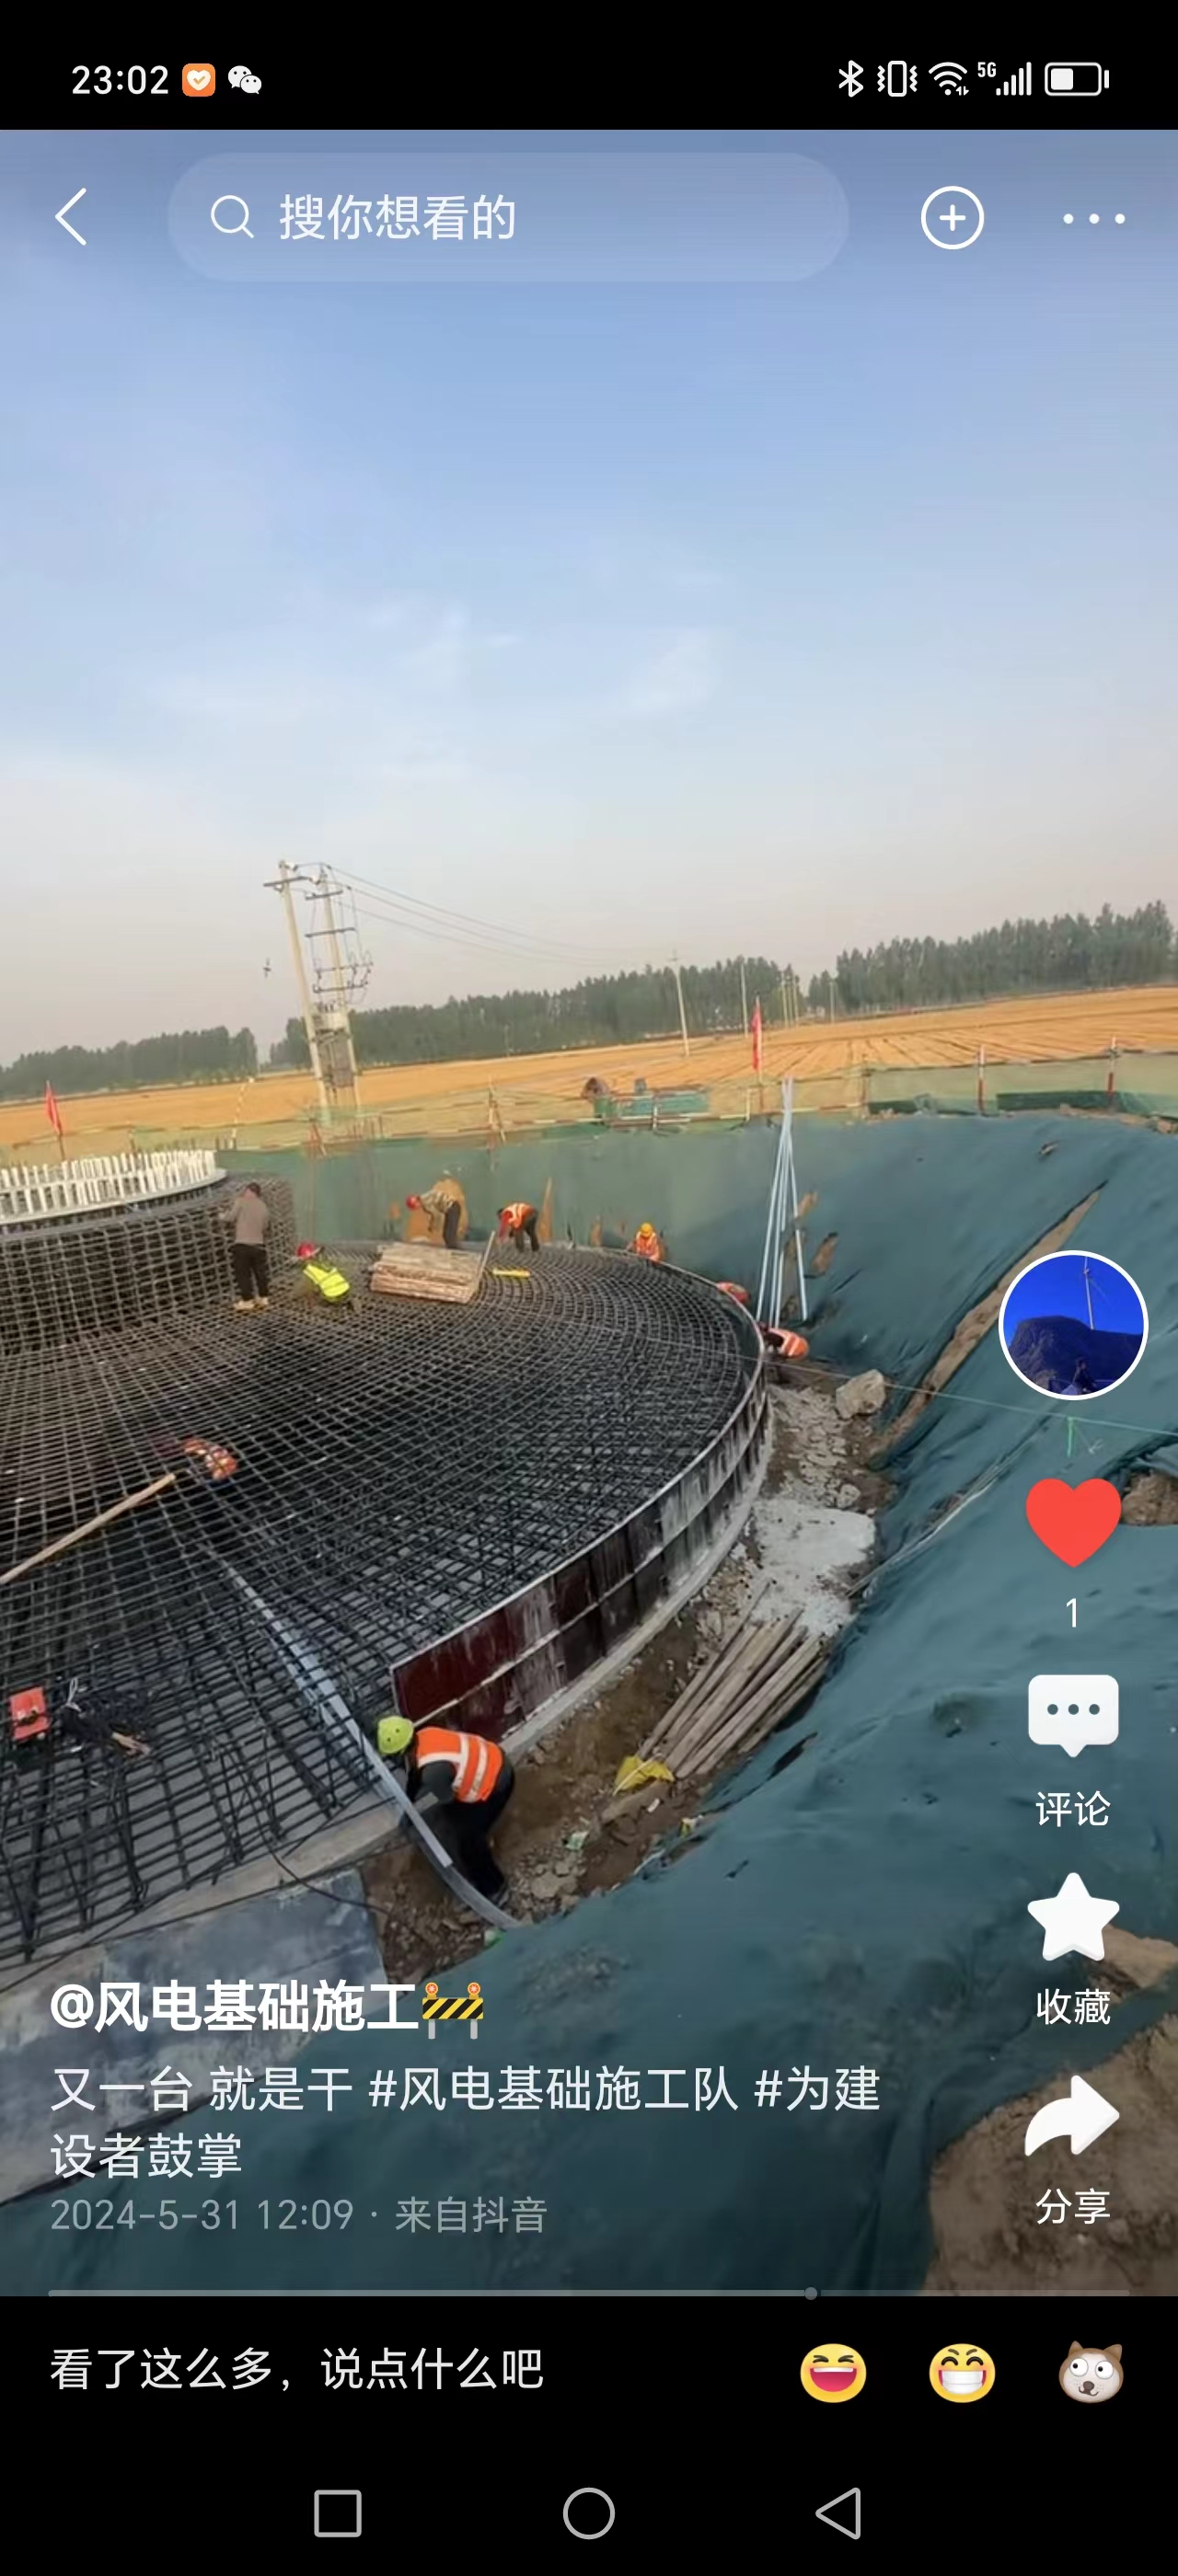 23:02
5G
搜你想看的
1
评论
收藏
分享
@风电基础施工🚧
又一台 就是干 #风电基础施工队 #为建
设者鼓掌
2024-5-31 12:09 · 来自抖音
看了这么多，说点什么吧